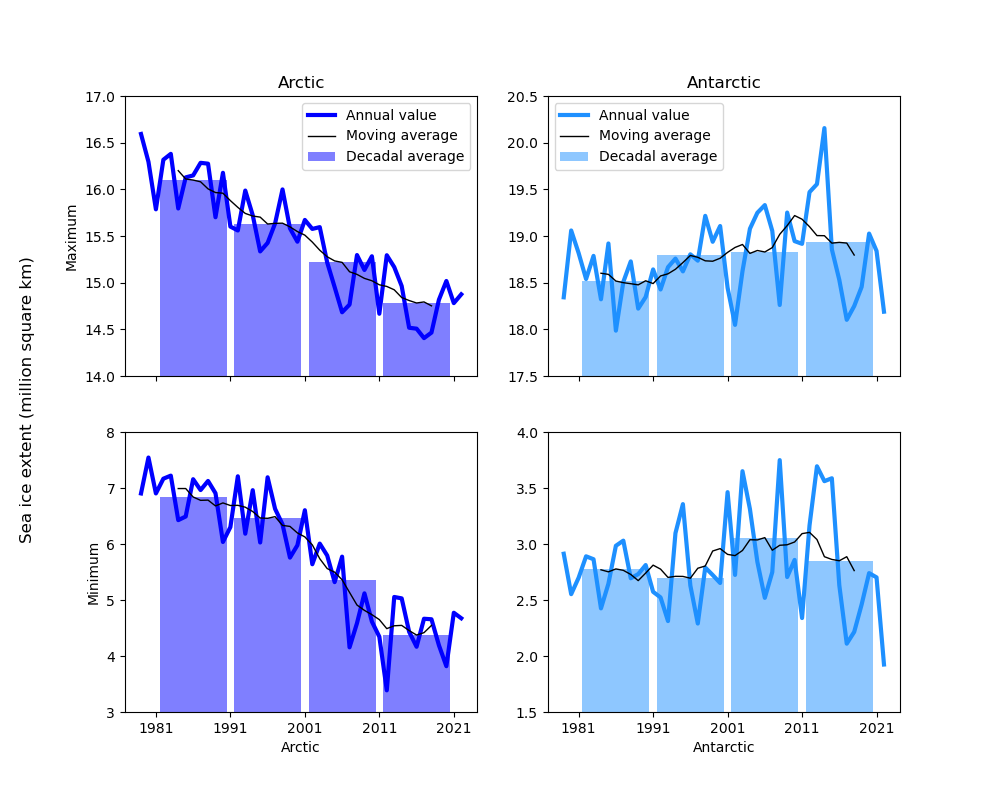 Arctic
Antarctic
Sea ice extent (million square km)
Maximum
17.0
16.5
16.0
15.5
15.0
14.5
14.0
Annual value
Moving average
Decadal average
20.5
20.0
19.5
19.0
18.5
18.0
17.5
Annual value
Moving average
Decadal average
Minimum
8
7
6
5
4
3
1981 1991 2001 2011 2021
Arctic
4.0
3.5
3.0
2.5
2.0
1.5
1981 1991 2001 2011 2021
Antarctic